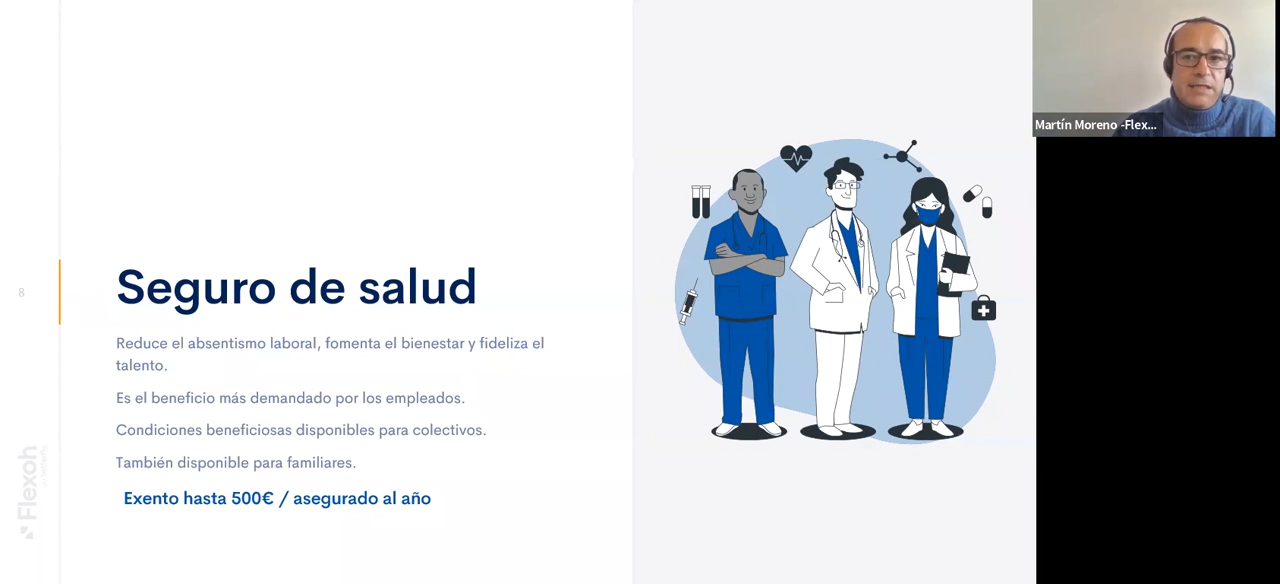 Martín Moreno -Flex...
8
Seguro de salud
Reduce el absentismo laboral, fomenta el bienestar y fideliza el
talento.
Es el beneficio más demandado por los empleados.
Condiciones beneficiosas disponibles para colectivos.
También disponible para familiares.
Exento hasta 500€ / asegurado al año
Flexoh